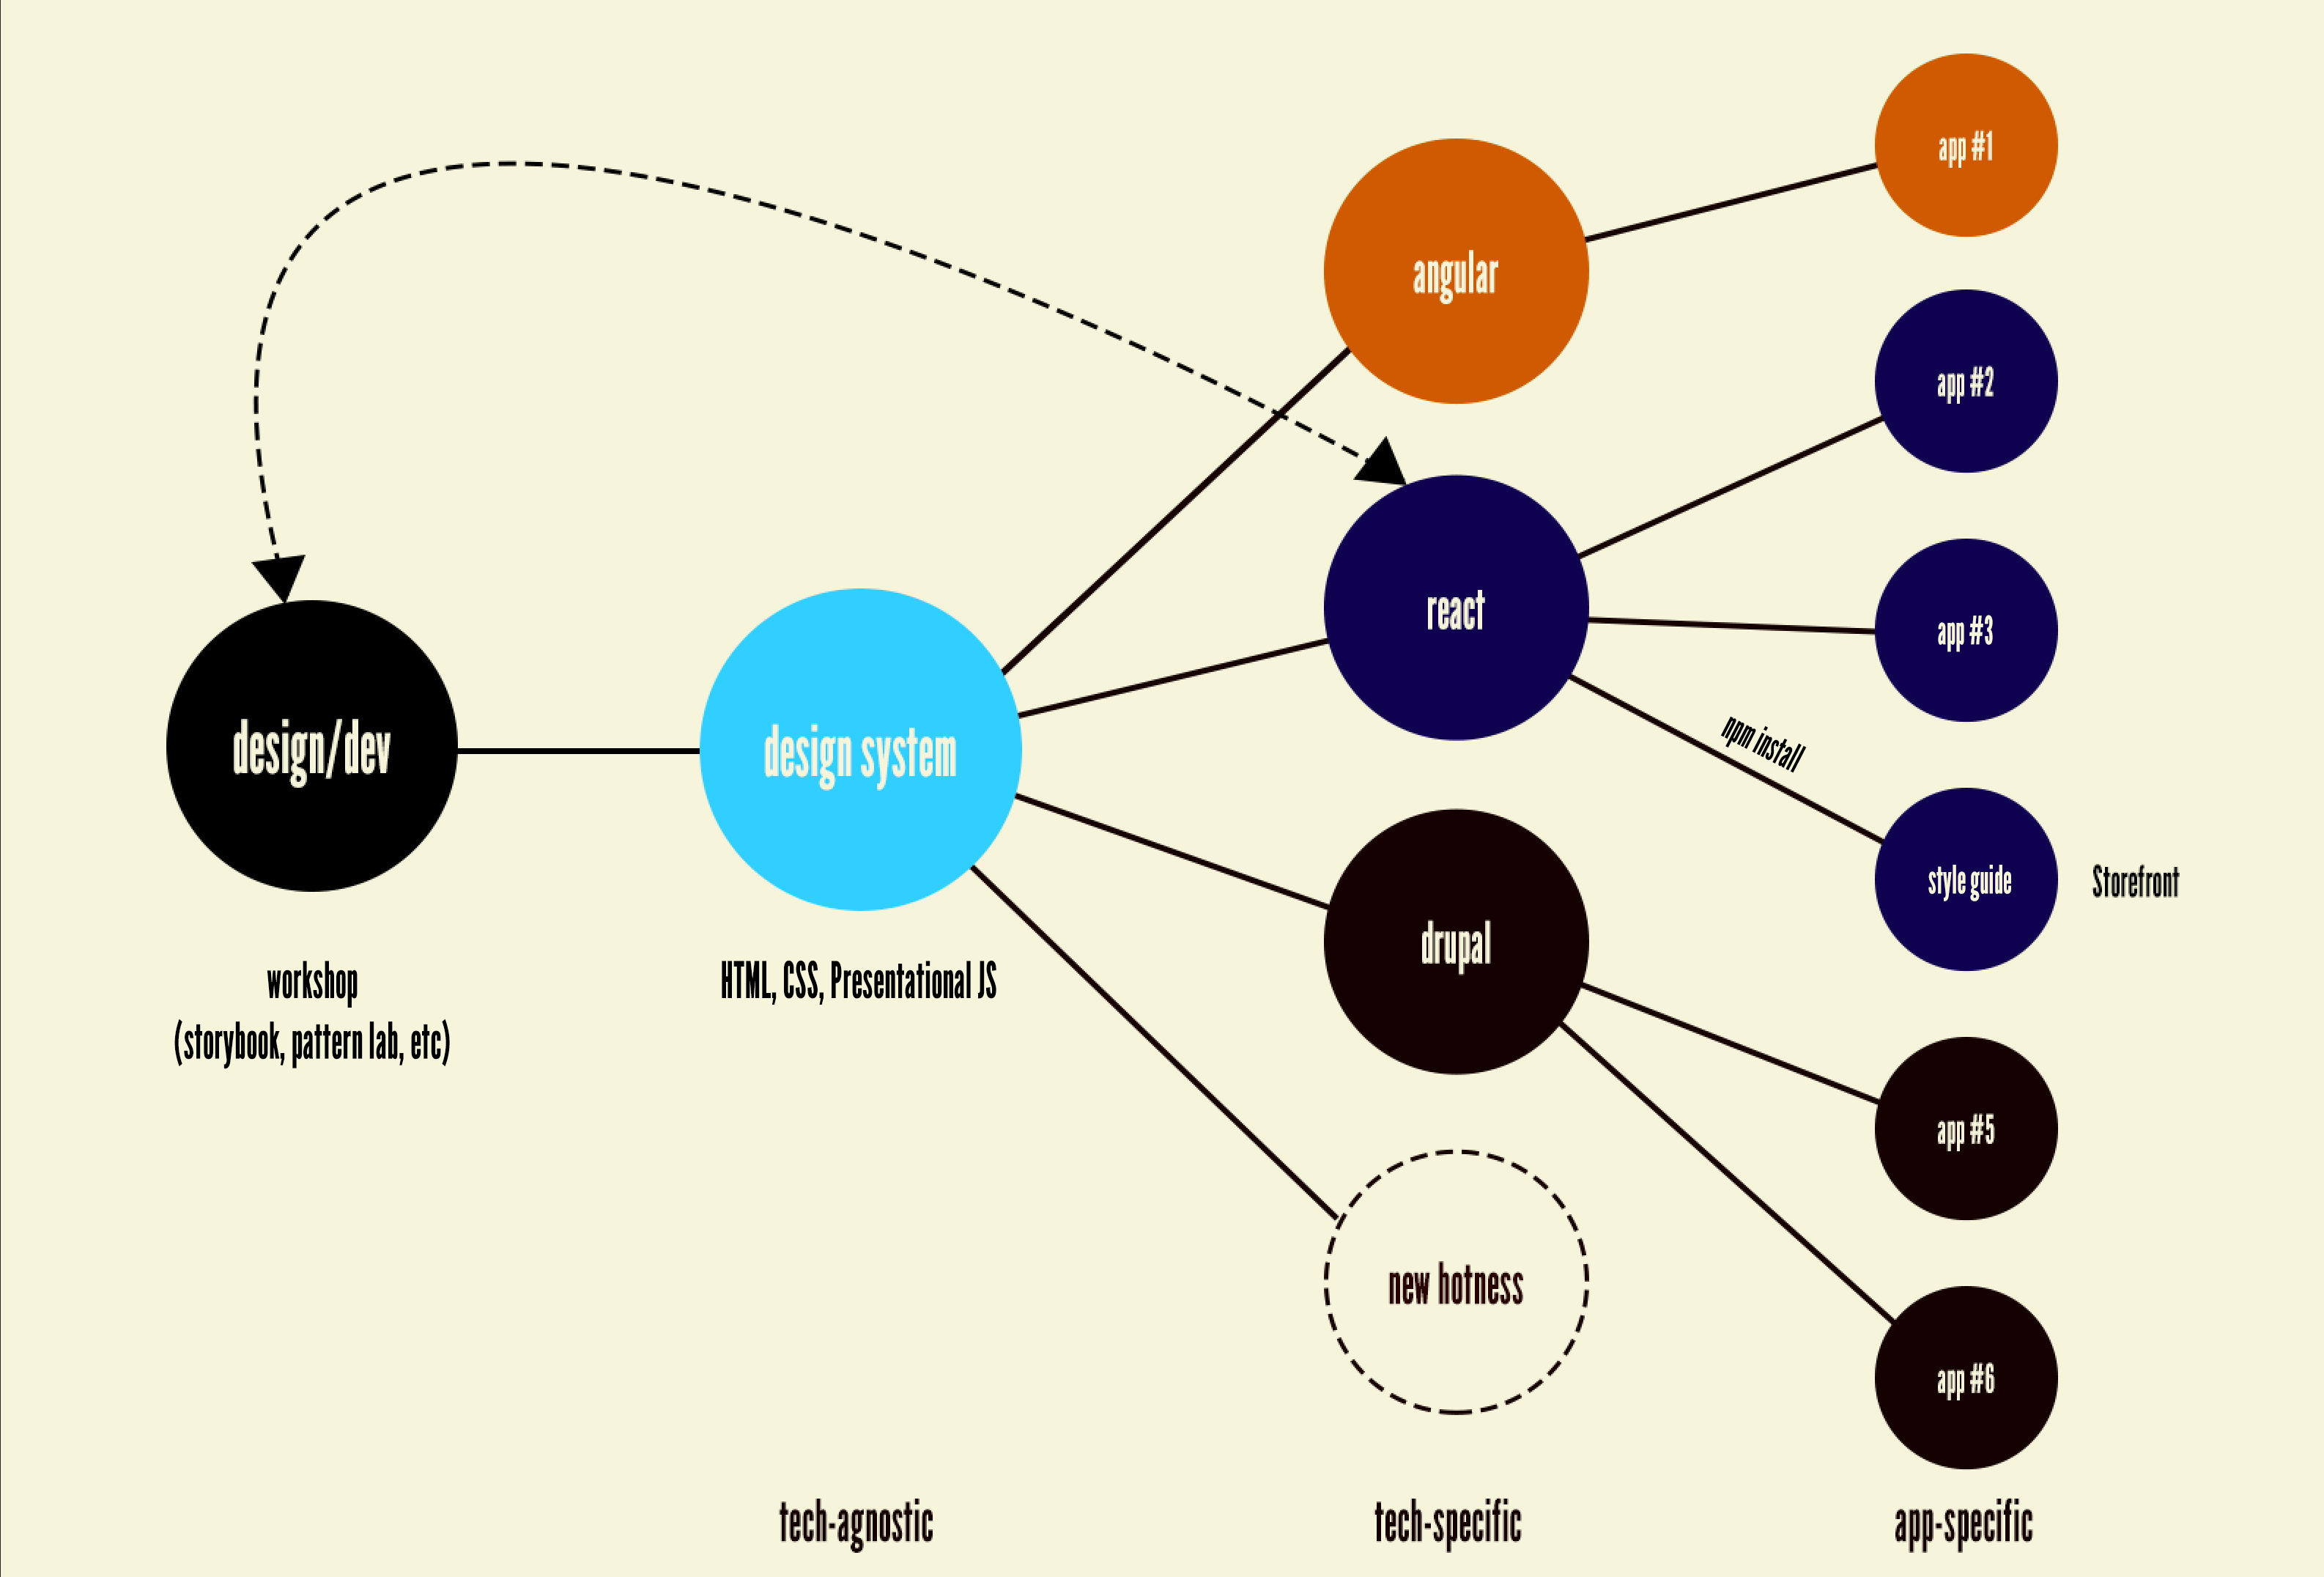 app #1
angular
app #2
react
app #3
npm install
design/dev
design system
style guide
Storefront
drupal
workshop
(storybook, pattern lab, etc)
HTML, CSS, Presentational JS
app #5
new hotness
app #6
tech-agnostic
tech-specific
app-specific